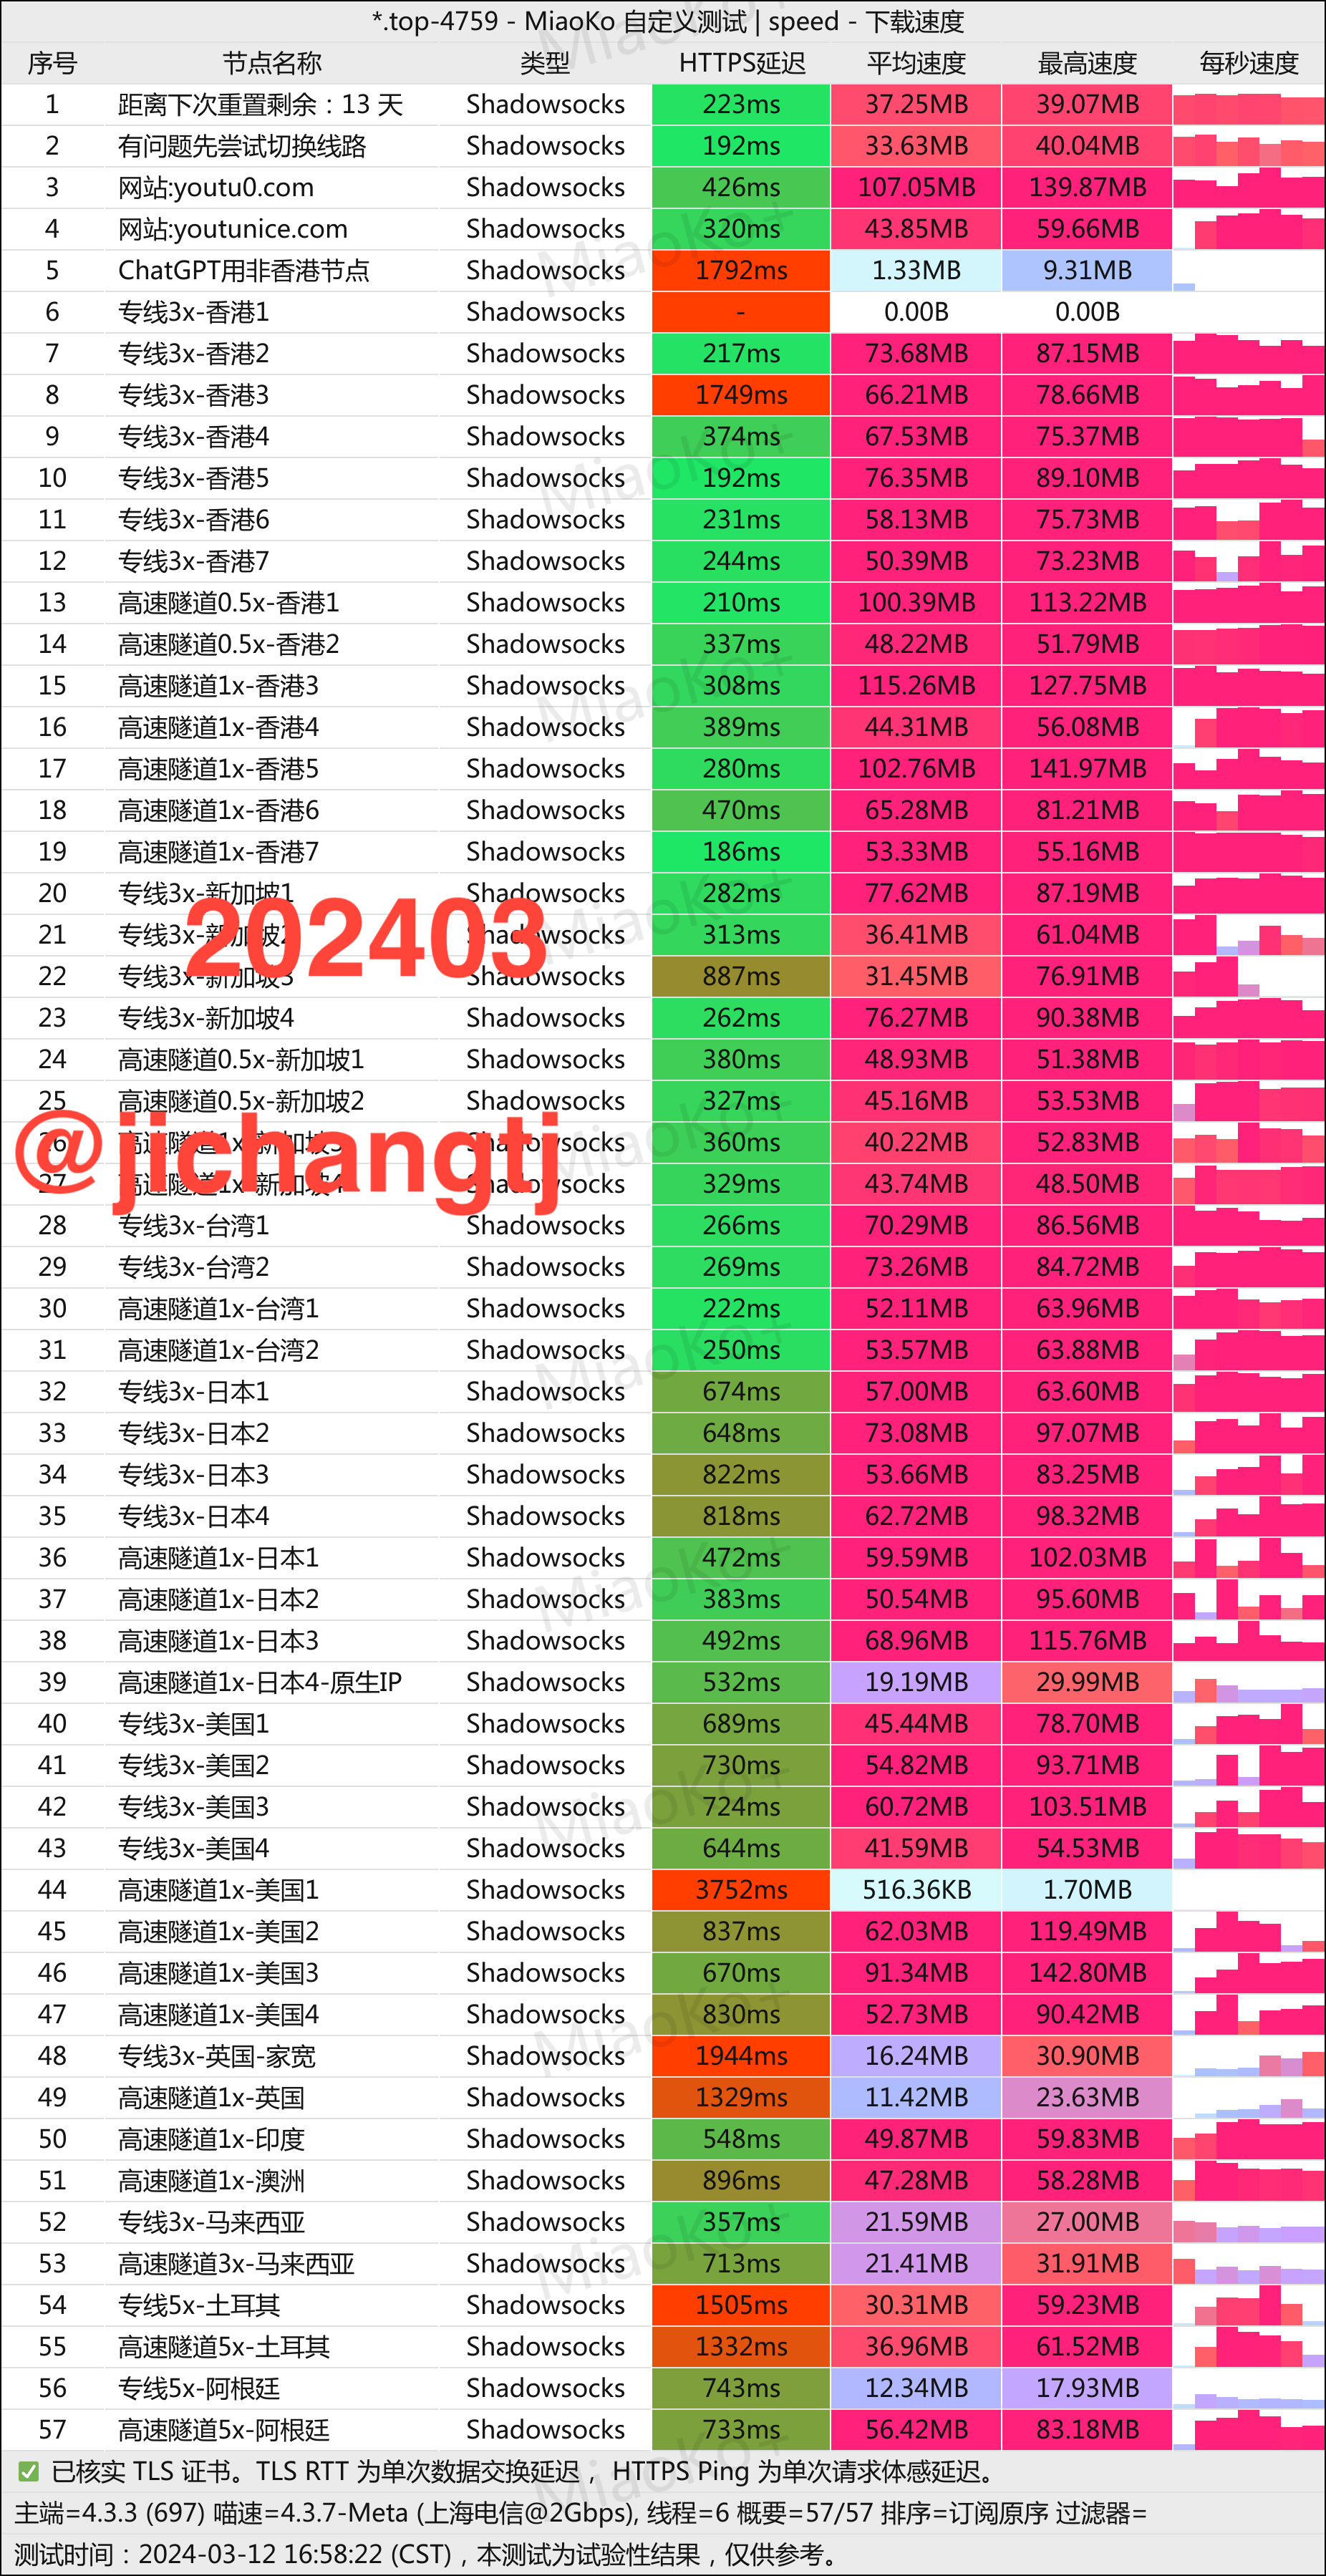 *.top-4759 - MiaoKo 自定义测试 | speed - 下载速度
序号 节点名称 类型 HTTPS延迟 平均速度 最高速度 每秒速度
1 距离下次重置剩余：13 天 Shadowsocks 223ms 37.25MB 39.07MB
2 有问题先尝试切换线路 Shadowsocks 192ms 33.63MB 40.04MB
3 网站:youtu0.com Shadowsocks 426ms 107.05MB 139.87MB
4 网站:youtunice.com Shadowsocks 320ms 43.85MB 59.66MB
5 ChatGPT用非香港节点 Shadowsocks 1792ms 1.33MB 9.31MB
6 专线3x-香港1 Shadowsocks - 0.00B 0.00B
7 专线3x-香港2 Shadowsocks 217ms 73.68MB 87.15MB
8 专线3x-香港3 Shadowsocks 1749ms 66.21MB 78.66MB
9 专线3x-香港4 Shadowsocks 374ms 67.53MB 75.37MB
10 专线3x-香港5 Shadowsocks 192ms 76.35MB 89.10MB
11 专线3x-香港6 Shadowsocks 231ms 58.13MB 75.73MB
12 专线3x-香港7 Shadowsocks 244ms 50.39MB 73.23MB
13 高速隧道0.5x-香港1 Shadowsocks 210ms 100.39MB 113.22MB
14 高速隧道0.5x-香港2 Shadowsocks 337ms 48.22MB 51.79MB
15 高速隧道1x-香港3 Shadowsocks 308ms 115.26MB 127.75MB
16 高速隧道1x-香港4 Shadowsocks 389ms 44.31MB 56.08MB
17 高速隧道1x-香港5 Shadowsocks 280ms 102.76MB 141.97MB
18 高速隧道1x-香港6 Shadowsocks 470ms 65.28MB 81.21MB
19 高速隧道1x-香港7 Shadowsocks 186ms 53.33MB 55.16MB
20 专线3x-新加坡1 Shadowsocks 282ms 77.62MB 87.19MB
202403
21 专线3x-新加坡2 Shadowsocks 313ms 36.41MB 61.04MB
22 专线3x-新加坡3 Shadowsocks 887ms 31.45MB 76.91MB
23 专线3x-新加坡4 Shadowsocks 262ms 76.27MB 90.38MB
24 高速隧道0.5x-新加坡1 Shadowsocks 380ms 48.93MB 51.38MB
25 高速隧道0.5x-新加坡2 Shadowsocks 327ms 45.16MB 53.53MB
@jichangtj
26 高速隧道1x-新加坡3 Shadowsocks 360ms 40.22MB 52.83MB
27 高速隧道1x-新加坡4 Shadowsocks 329ms 43.74MB 48.50MB
28 专线3x-台湾1 Shadowsocks 266ms 70.29MB 86.56MB
29 专线3x-台湾2 Shadowsocks 269ms 73.26MB 84.72MB
30 高速隧道1x-台湾1 Shadowsocks 222ms 52.11MB 63.96MB
31 高速隧道1x-台湾2 Shadowsocks 250ms 53.57MB 63.88MB
32 专线3x-日本1 Shadowsocks 674ms 57.00MB 63.60MB
33 专线3x-日本2 Shadowsocks 648ms 73.08MB 97.07MB
34 专线3x-日本3 Shadowsocks 822ms 53.66MB 83.25MB
35 专线3x-日本4 Shadowsocks 818ms 62.72MB 98.32MB
36 高速隧道1x-日本1 Shadowsocks 472ms 59.59MB 102.03MB
37 高速隧道1x-日本2 Shadowsocks 383ms 50.54MB 95.60MB
38 高速隧道1x-日本3 Shadowsocks 492ms 68.96MB 115.76MB
39 高速隧道1x-日本4-原生IP Shadowsocks 532ms 19.19MB 29.99MB
40 专线3x-美国1 Shadowsocks 689ms 45.44MB 78.70MB
41 专线3x-美国2 Shadowsocks 730ms 54.82MB 93.71MB
42 专线3x-美国3 Shadowsocks 724ms 60.72MB 103.51MB
43 专线3x-美国4 Shadowsocks 644ms 41.59MB 54.53MB
44 高速隧道1x-美国1 Shadowsocks 3752ms 516.36KB 1.70MB
45 高速隧道1x-美国2 Shadowsocks 837ms 62.03MB 119.49MB
46 高速隧道1x-美国3 Shadowsocks 670ms 91.34MB 142.80MB
47 高速隧道1x-美国4 Shadowsocks 830ms 52.73MB 90.42MB
48 专线3x-英国-家宽 Shadowsocks 1944ms 16.24MB 30.90MB
49 高速隧道1x-英国 Shadowsocks 1329ms 11.42MB 23.63MB
50 高速隧道1x-印度 Shadowsocks 548ms 49.87MB 59.83MB
51 高速隧道1x-澳洲 Shadowsocks 896ms 47.28MB 58.28MB
52 专线3x-马来西亚 Shadowsocks 357ms 21.59MB 27.00MB
53 高速隧道3x-马来西亚 Shadowsocks 713ms 21.41MB 31.91MB
54 专线5x-土耳其 Shadowsocks 1505ms 30.31MB 59.23MB
55 高速隧道5x-土耳其 Shadowsocks 1332ms 36.96MB 61.52MB
56 专线5x-阿根廷 Shadowsocks 743ms 12.34MB 17.93MB
57 高速隧道5x-阿根廷 Shadowsocks 733ms 56.42MB 83.18MB
✅ 已核实 TLS 证书。TLS RTT 为单次数据交换延迟， HTTPS Ping 为单次请求体感延迟。
主端=4.3.3 (697) 喵速=4.3.7-Meta (上海电信@2Gbps), 线程=6 概要=57/57 排序=订阅原序 过滤器=
测试时间：2024-03-12 16:58:22 (CST)，本测试为试验性结果，仅供参考。